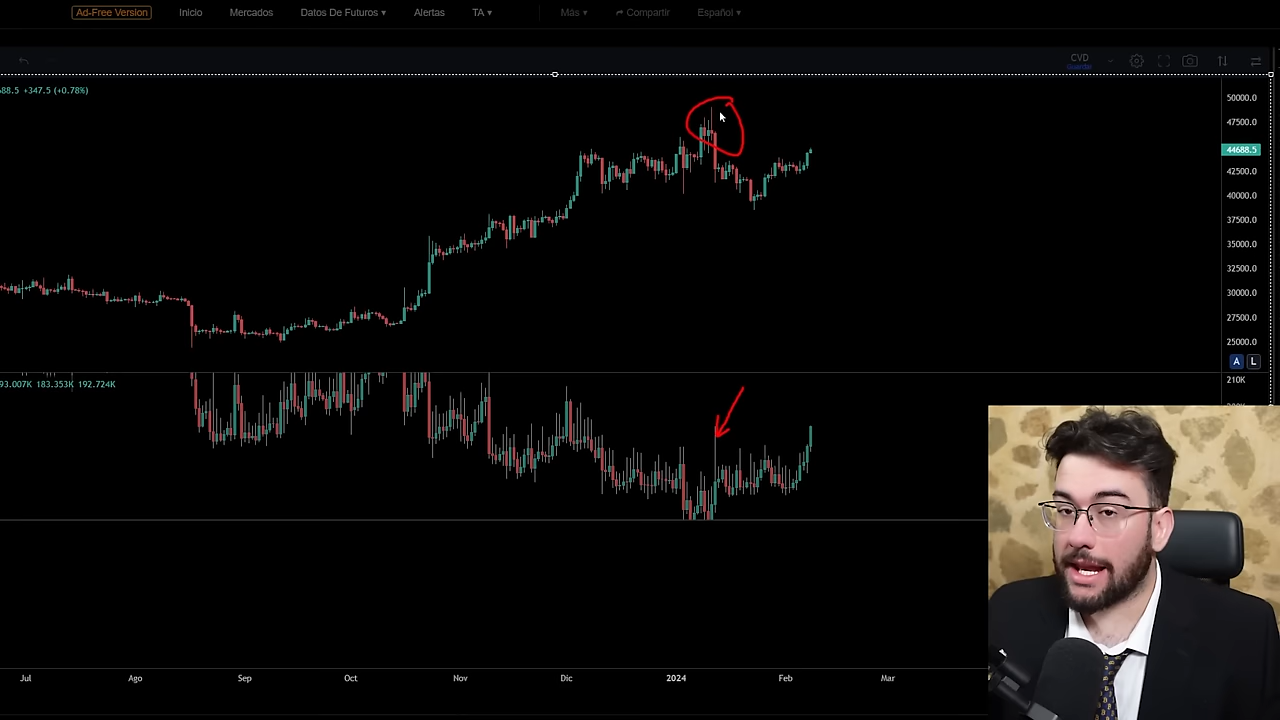 Ad-Free Version Inicio Mercados Datos De Futuros ▾ Alertas TA ▾ Más ▾ Compartir Español ▾
CVD
Guardar
88.5 +347.5 (+0.78%)
50000.0
47500.0
44688.5
42500.0
40000.0
37500.0
35000.0
32500.0
30000.0
27500.0
25000.0
A L
93.007K 183.353K 192.724K
210K
Jul Ago Sep Oct Nov Dic 2024 Feb Mar